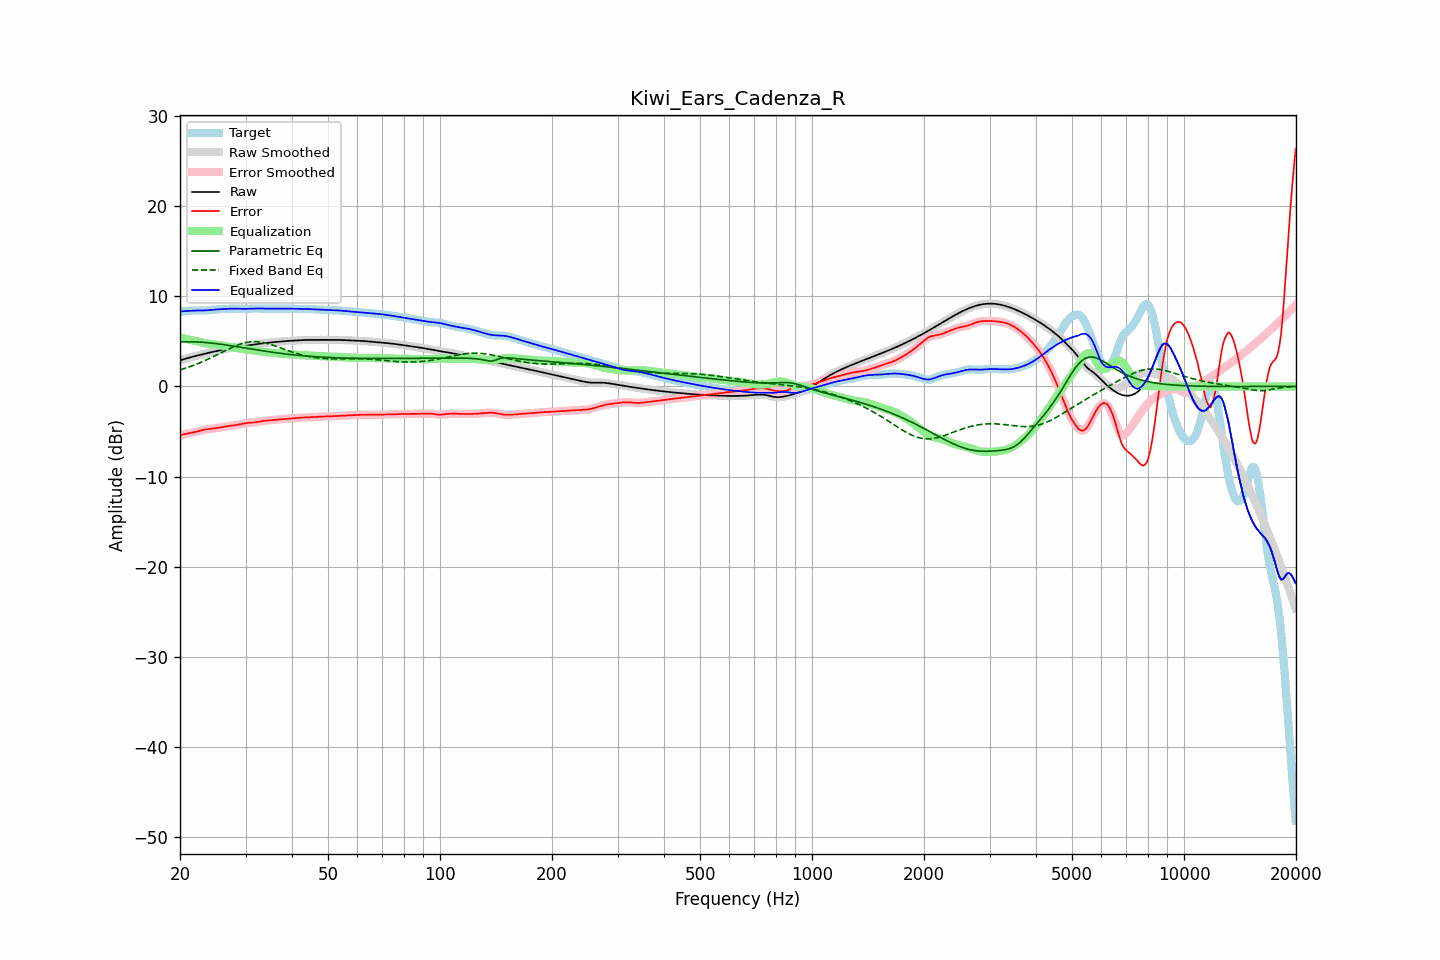 Kiwi_Ears_Cadenza_R
30
20
10
0
−10
−20
−30
−40
−50
Amplitude (dBr)
Target
Raw Smoothed
Error Smoothed
Raw
Error
Equalization
Parametric Eq
Fixed Band Eq
Equalized
20 50 100 200 500 1000 2000 5000 10000 20000
Frequency (Hz)